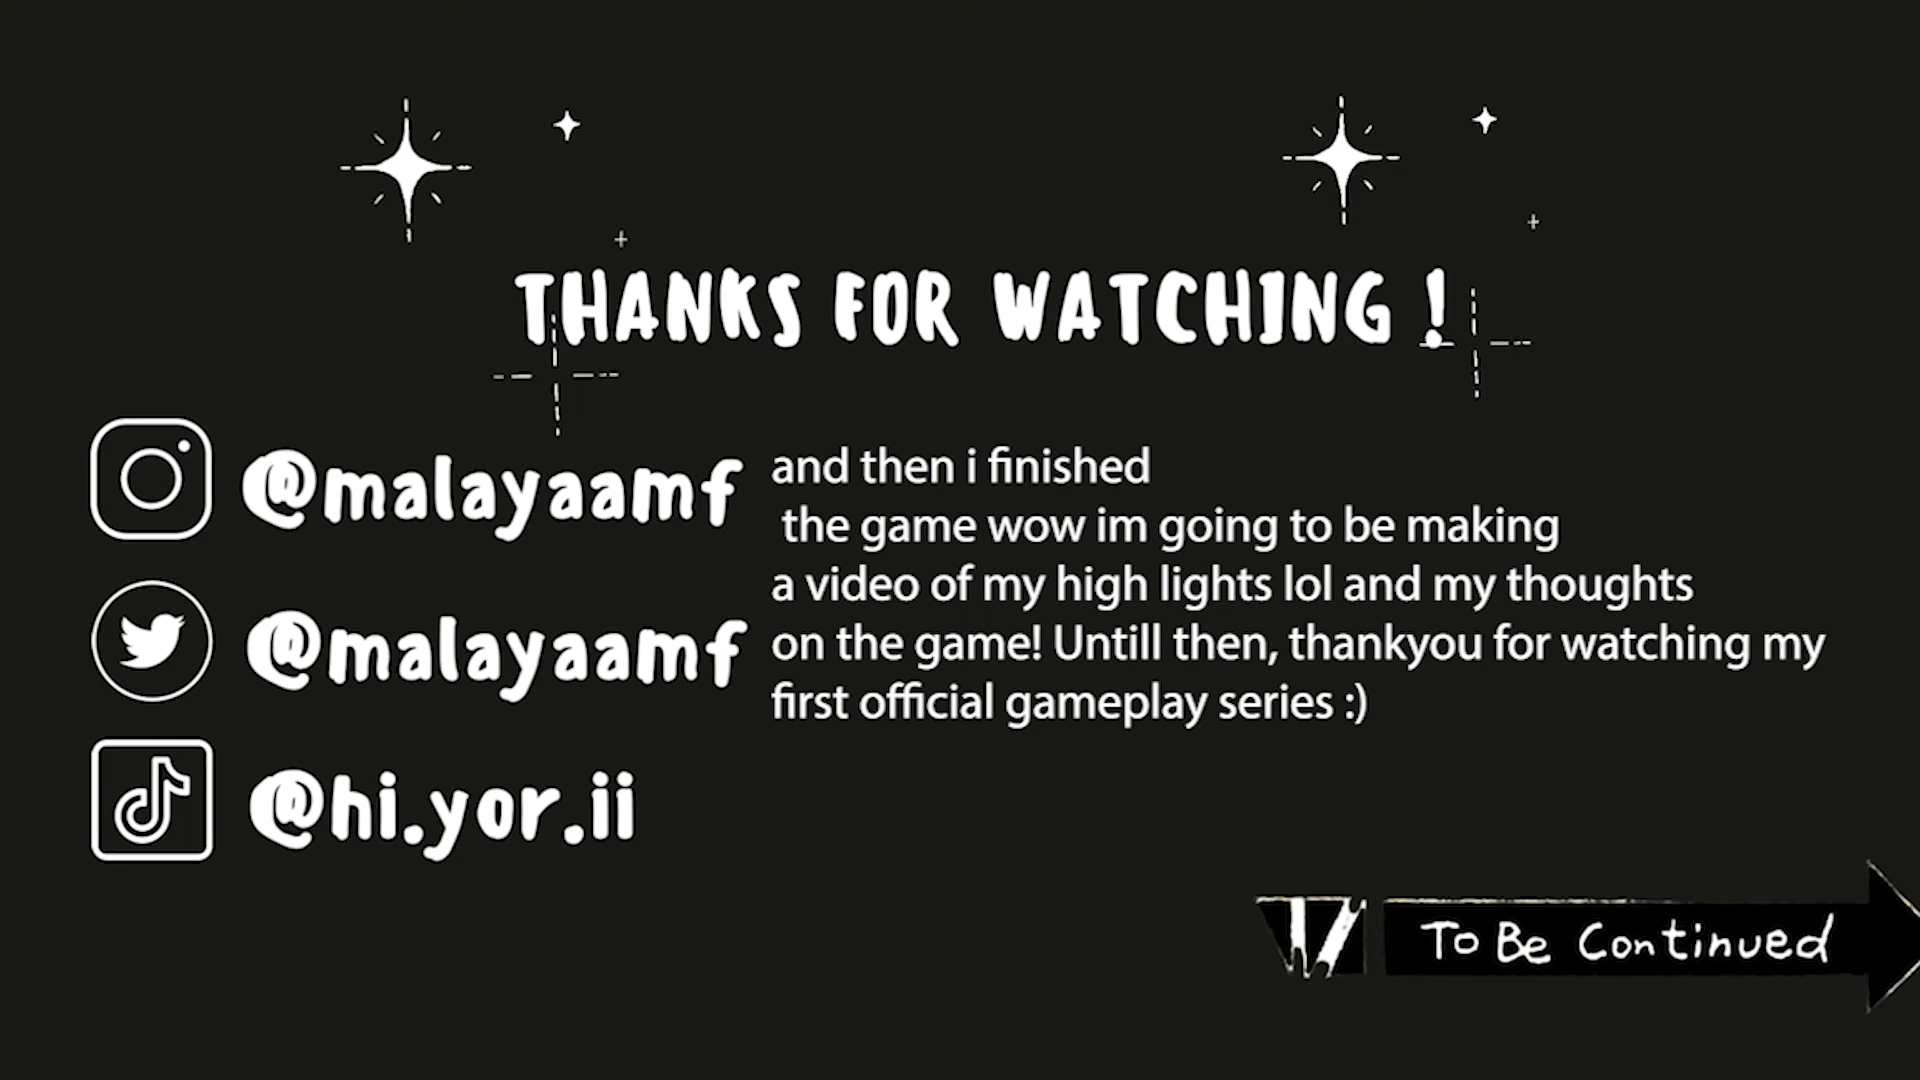 THANKS FOR WATCHING !
@malayaamf
@malayaamf
@hi.yor.ii
and then i finished
the game wow im going to be making
a video of my high lights lol and my thoughts
on the game! Untill then, thankyou for watching my
first official gameplay series :)
To Be Continued